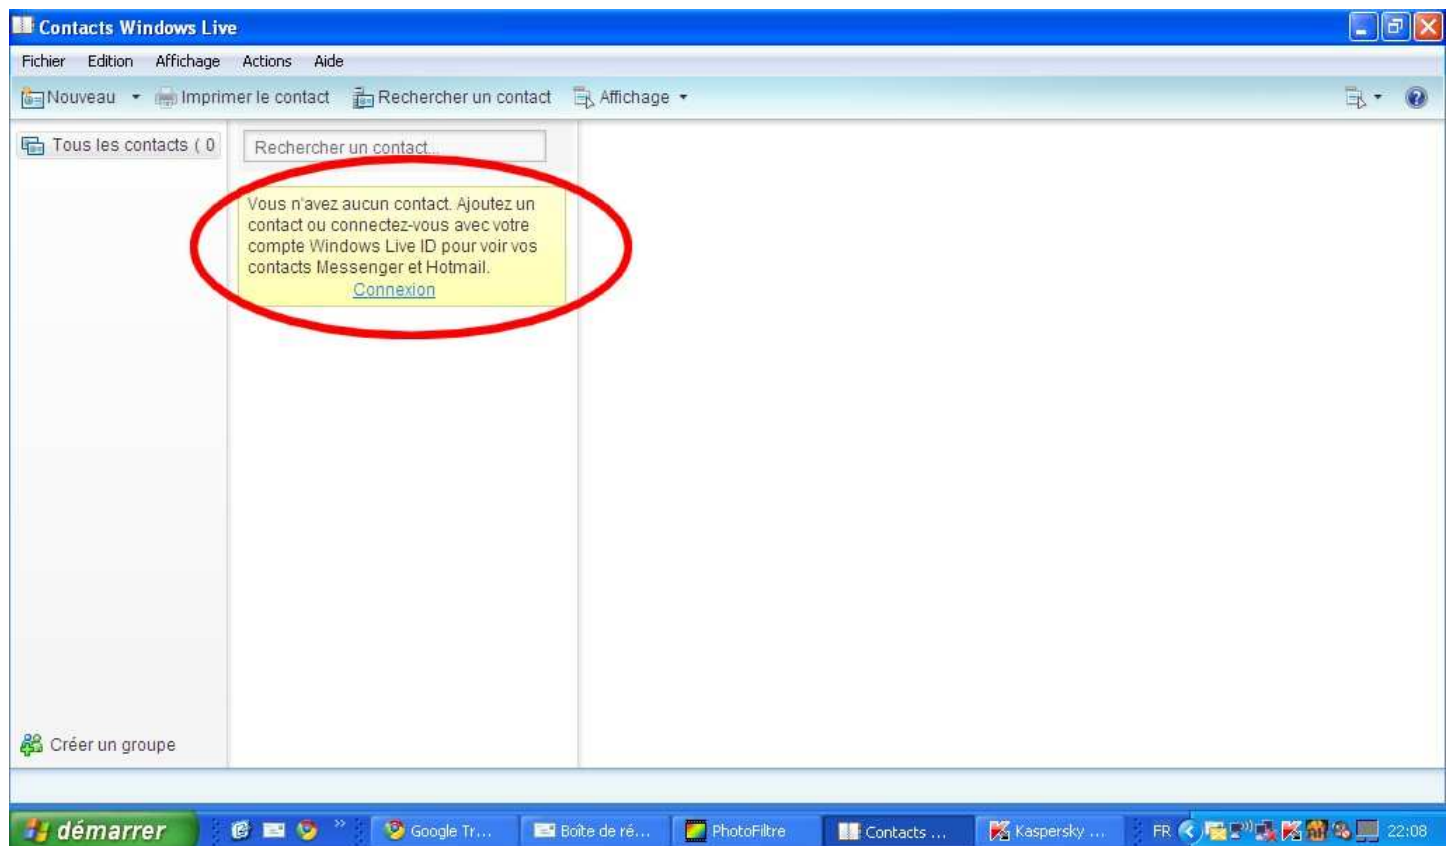 Contacts Windows Live
Fichier Edition Affichage Actions Aide
Nouveau Imprimer le contact Rechercher un contact Affichage
Tous les contacts ( 0
Rechercher un contact...
Vous n'avez aucun contact. Ajoutez un
contact ou connectez-vous avec votre
compte Windows Live ID pour voir vos
contacts Messenger et Hotmail.
Connexion
Créer un groupe
démarrer Google Tr... Boîte de ré... PhotoFiltre Contacts ... Kaspersky ... FR 22:08